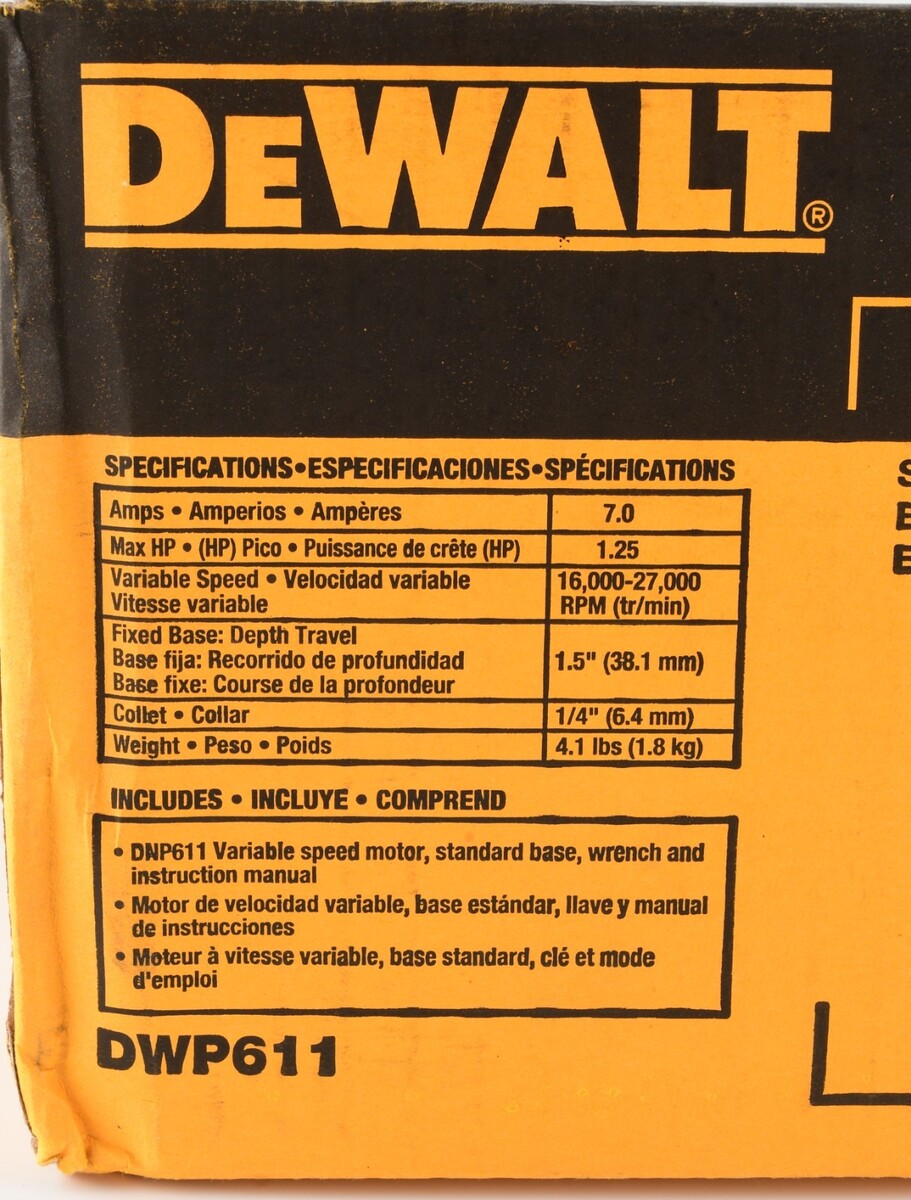 DEWALT®
SPECIFICATIONS•ESPECIFICACIONES•SPÉCIFICATIONS
Amps • Amperios • Ampères 7.0
Max HP • (HP) Pico • Puissance de crête (HP) 1.25
Variable Speed • Velocidad variable 16,000-27,000
Vitesse variable RPM (tr/min)
Fixed Base: Depth Travel
Base fija: Recorrido de profundidad 1.5" (38.1 mm)
Base fixe: Course de la profondeur
Collet • Collar 1/4" (6.4 mm)
Weight • Peso • Poids 4.1 lbs (1.8 kg)
INCLUDES • INCLUYE • COMPREND
• DNP611 Variable speed motor, standard base, wrench and
instruction manual
• Motor de velocidad variable, base estándar, llave y manual
de instrucciones
• Moteur à vitesse variable, base standard, clé et mode
d'emploi
DWP611